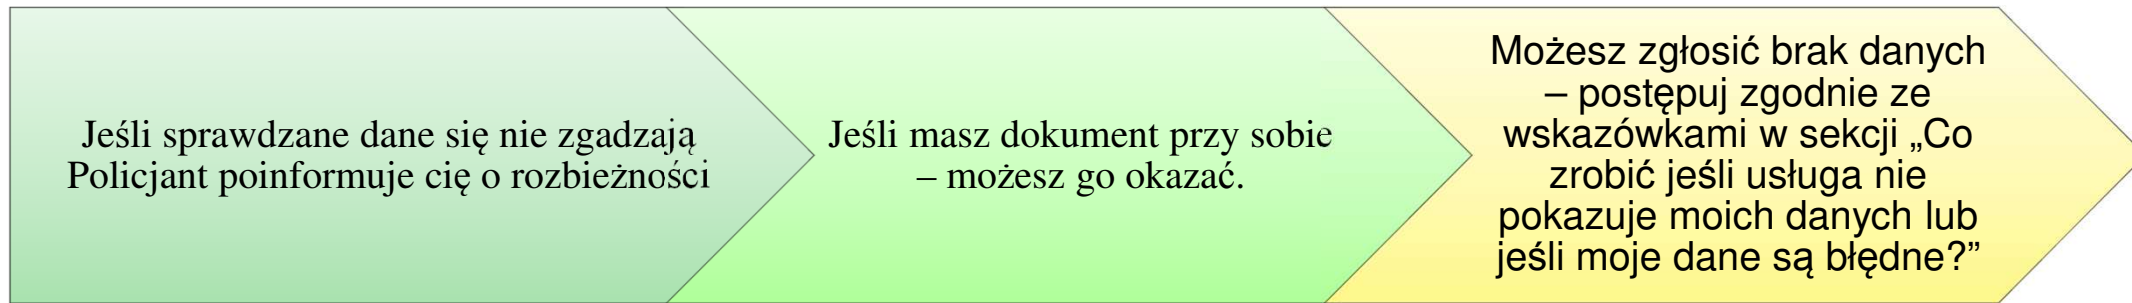 Jeśli sprawdzane dane się nie zgadzają
Policjant poinformuje cię o rozbieżności
Jeśli masz dokument przy sobie
– możesz go okazać.
Możesz zgłosić brak danych
– postępuj zgodnie ze
wskazówkami w sekcji „Co
zrobić jeśli usługa nie
pokazuje moich danych lub
jeśli moje dane są błędne?”